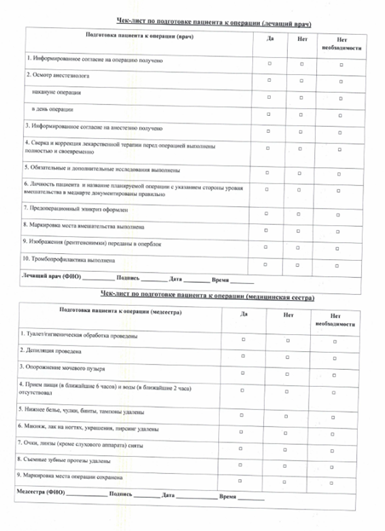 Чек-лист по подготовке пациента к операции (лечащий врач)
Подготовка пациента к операции (врач) Да Нет Нет
необходимости
1. Информированное согласие на операцию получено
2. Осмотр анестезиолога
накануне операции
в день операции
3. Информированное согласие на анестезию получено
4. Сверка и коррекция лекарственной терапии перед операцией выполнены
полностью и своевременно
5. Обязательные и дополнительные исследования выполнены
6. Личность пациента и название планируемой операции с указанием стороны уровня
вмешательства в медкарте документированы правильно
7. Предоперационный эпикриз оформлен
8. Маркировка места вмешательства выполнена
9. Изображения (рентгеновские) переданы в оперблок
10. Тромбопрофилактика выполнена
Лечащий врач (ФИО) ____________ Подпись _________ Дата __________ Время ________
Чек-лист по подготовке пациента к операции (медицинская сестра)
Подготовка пациента к операции (медсестра) Да Нет Нет
необходимости
1. Туалет/гигиеническая обработка проведены
2. Депиляция проведена
3. Опорожнение мочевого пузыря
4. Прием пищи (в ближайшие 6 часов) и воды (в ближайшие 2 часа)
отсутствовал
5. Нижнее белье, чулки, бинты, тампоны удалены
6. Макияж, лак на ногтях, украшения, пирсинг удалены
7. Очки, линзы (кроме слухового аппарата) сняты
8. Съемные зубные протезы удалены
9. Маркировка места операции сохранена
Медсестра (ФИО) ____________ Подпись _________ Дата __________ Время ________